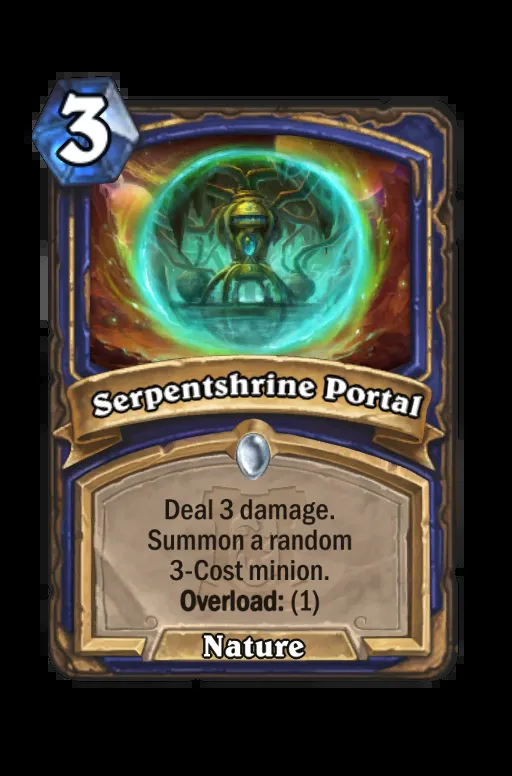 3
Serpentshrine Portal
Deal 3 damage.
Summon a random
3-Cost minion.
Overload: (1)
Nature